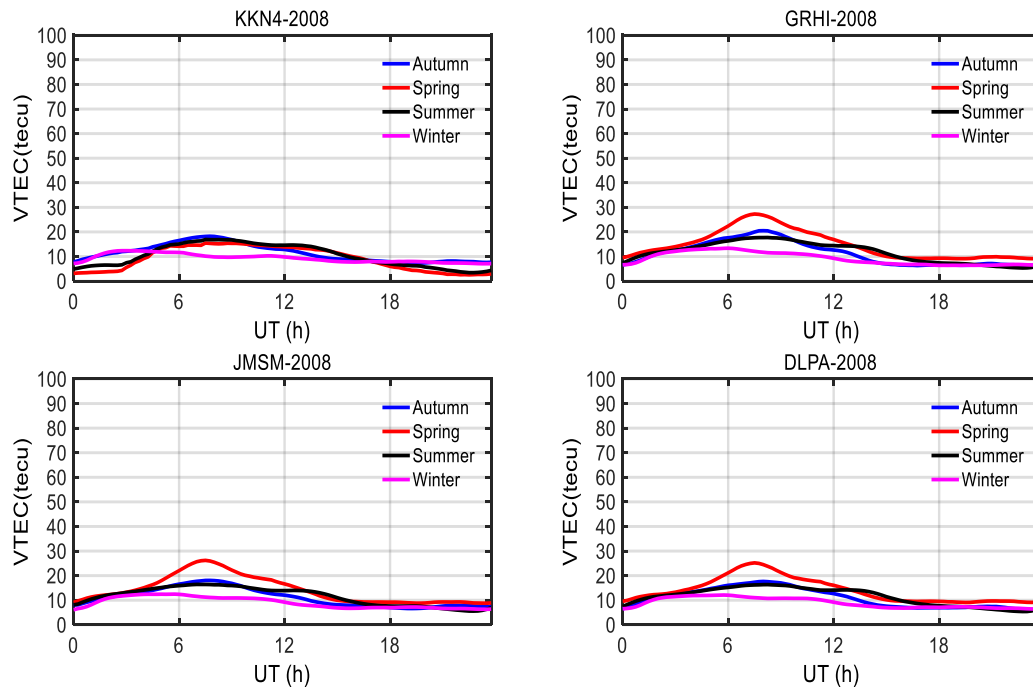 KKN4-2008
VTEC(tecu)
100
90
80
70
60
50
40
30
20
10
0
Autumn
Spring
Summer
Winter
0 6 12 18
UT (h)
GRHI-2008
VTEC(tecu)
100
90
80
70
60
50
40
30
20
10
0
Autumn
Spring
Summer
Winter
0 6 12 18
UT (h)
JMSM-2008
VTEC(tecu)
100
90
80
70
60
50
40
30
20
10
0
Autumn
Spring
Summer
Winter
0 6 12 18
UT (h)
DLPA-2008
VTEC(tecu)
100
90
80
70
60
50
40
30
20
10
0
Autumn
Spring
Summer
Winter
0 6 12 18
UT (h)